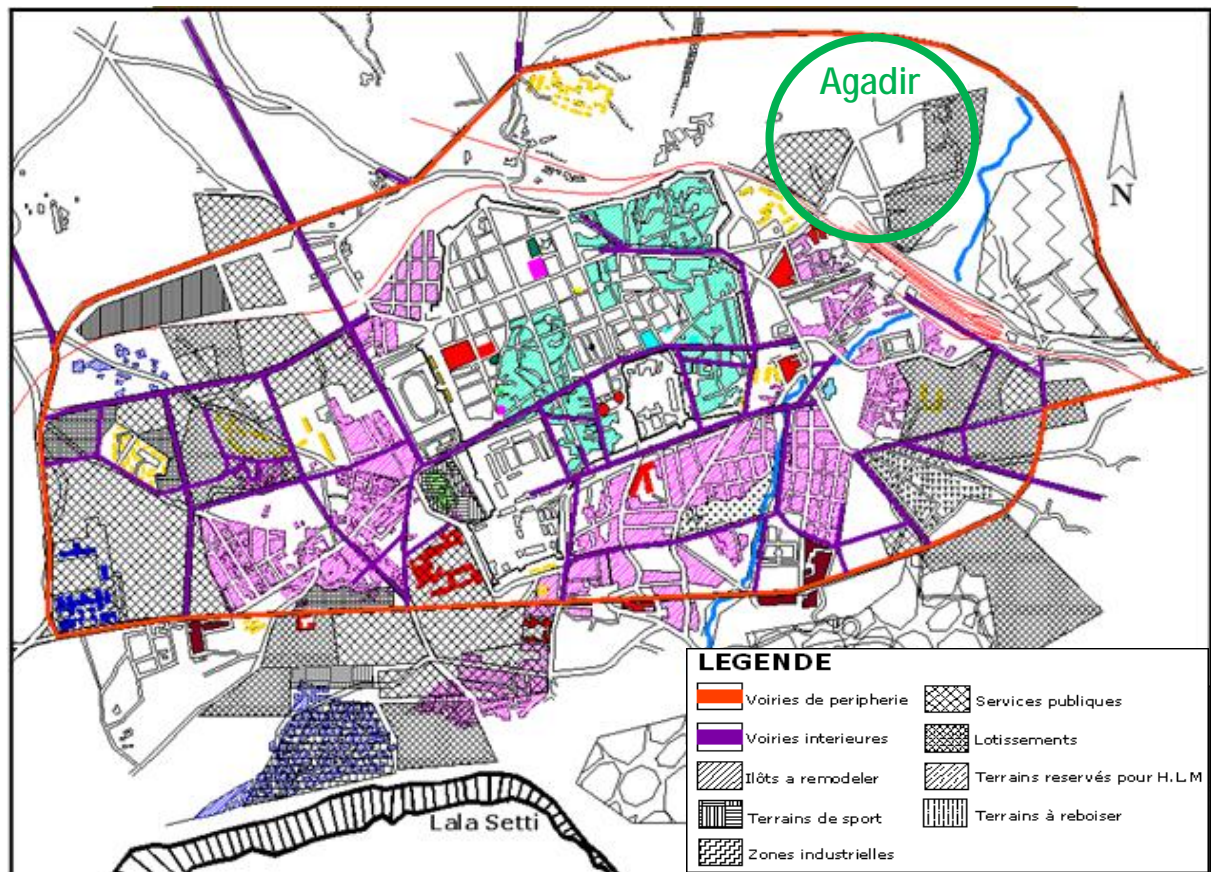 Agadir
N
Lala Setti
LEGENDE
Voiries de peripherie
Services publiques
Voiries interieures
Lotissements
Ilôts a remodeler
Terrains reservés pour H.L.M
Terrains de sport
Terrains à reboiser
Zones industrielles